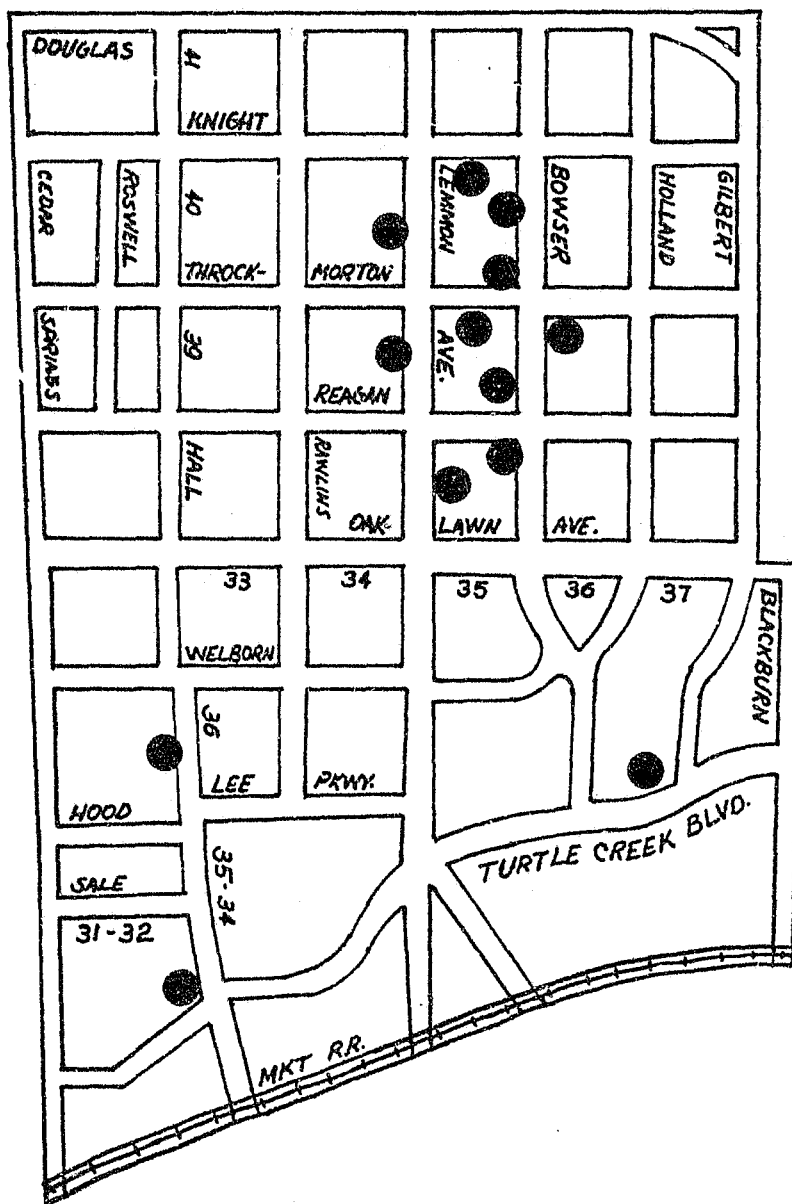 DOUGLAS
41
KNIGHT
CEDAR
ROSWELL
40
THROCK-
MORTON
LEMMON
BOWSER
HOLLAND
GILBERT
39
REAGAN
AVE.
HALL
RAWLINS
OAK
LAWN
AVE.
33
34
35
36
37
WELBORN
BLACKBURN
36
LEE
PKWY.
HOOD
TURTLE CREEK BLVD.
SALE
35-34
31-32
MKT R.R.